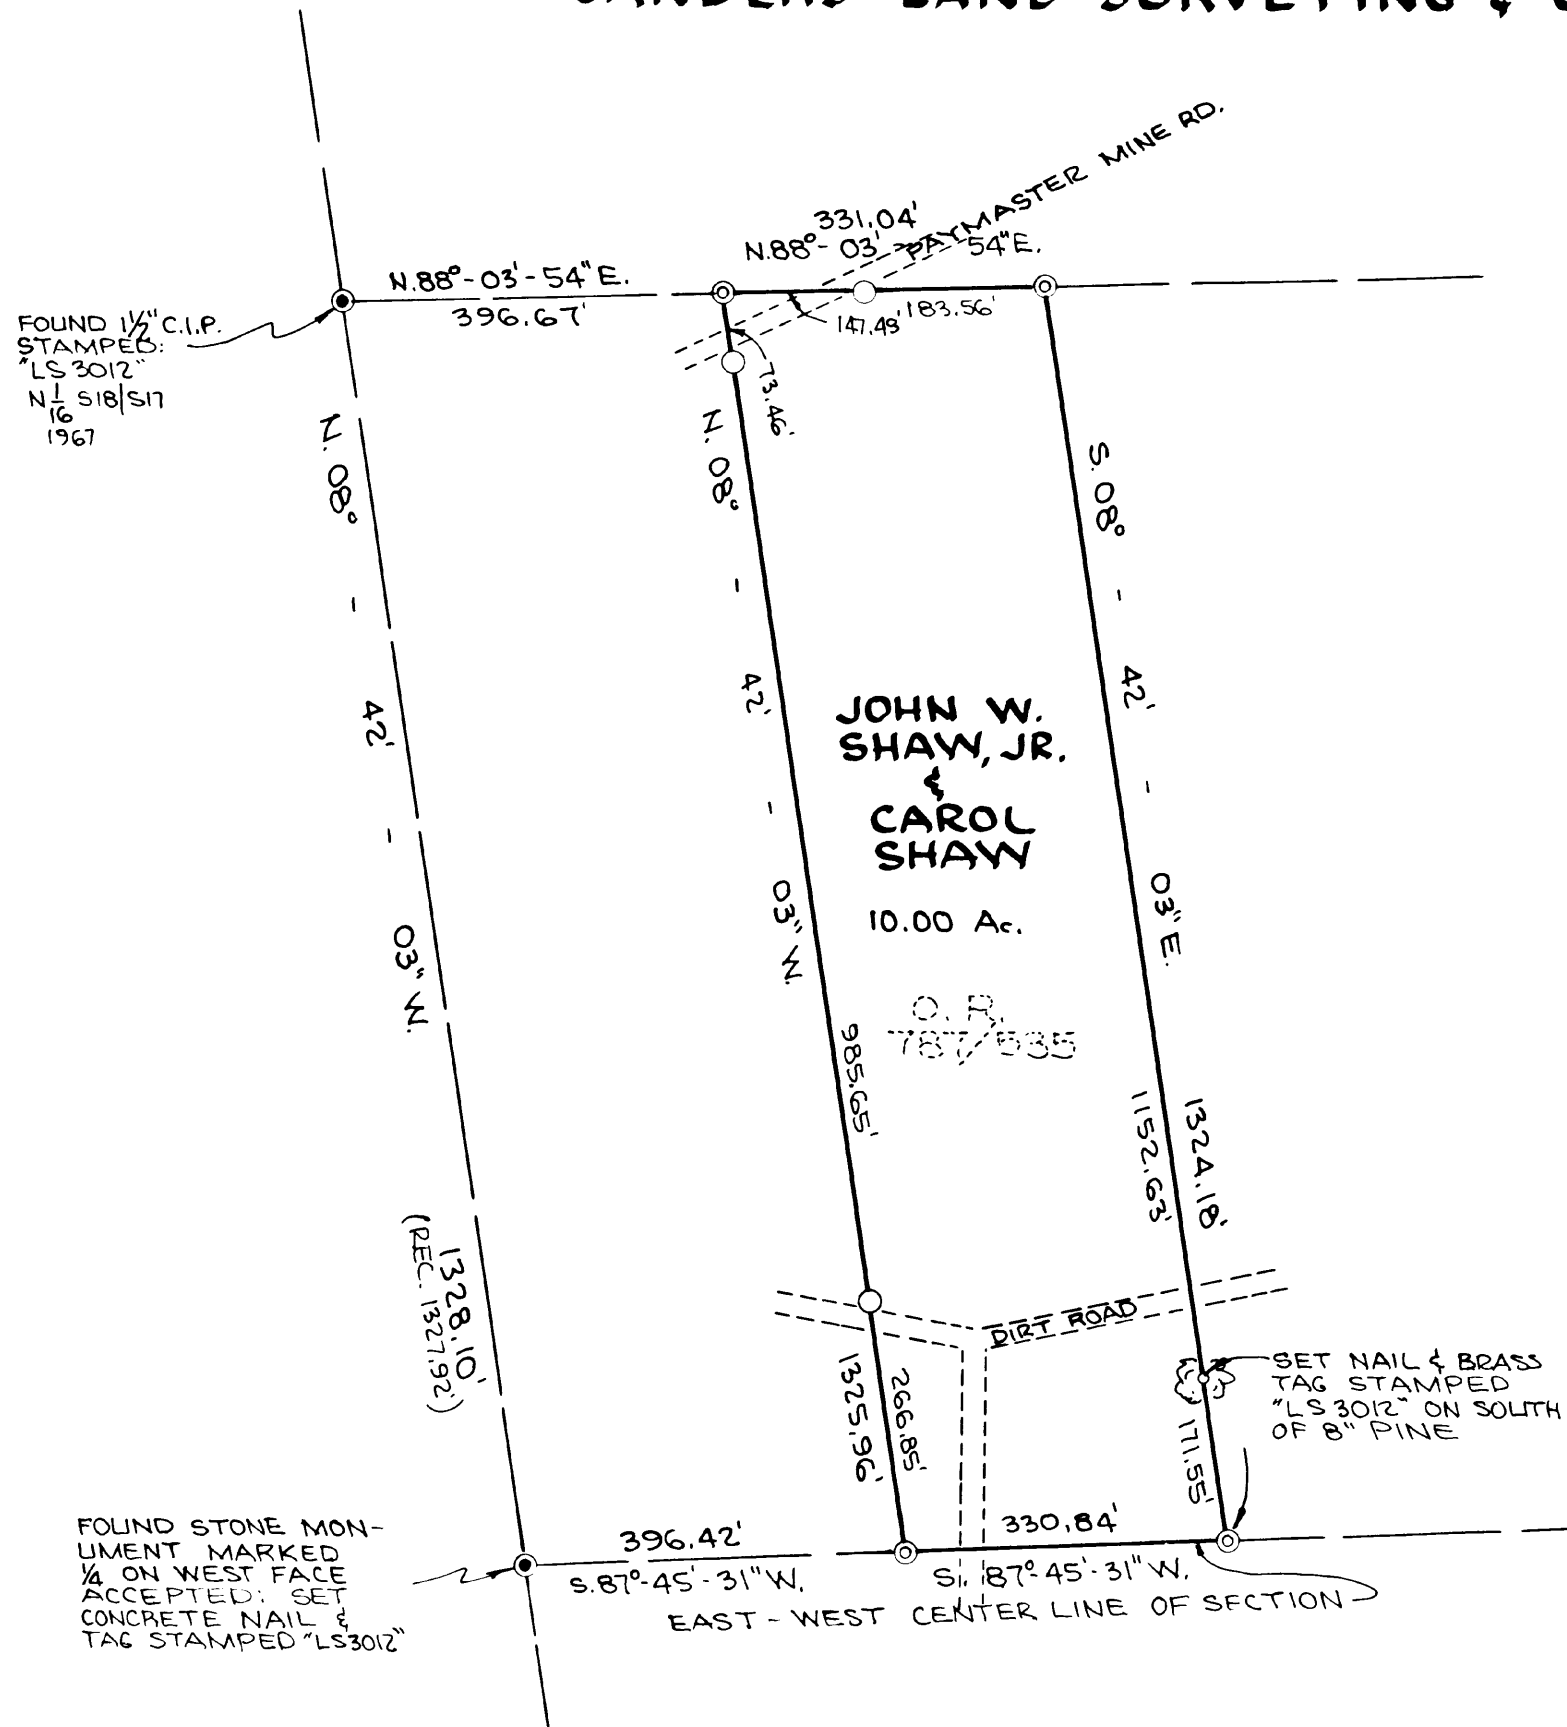 SANDERS LAND SURVEYING &
PAYMASTER MINE RD.
331.04'
N.88°-03'-54"E.
N.88°-03'-54"E.
396.67'
147.49'
183.56'
73.46'
FOUND 1½" C.I.P.
STAMPED:
"LS 3012"
N 1/16 S18|S17
1967
N. 08° - 42' - 03" W.
N. 08° - 42' - 03" W.
S. 08° - 42' - 03" E.
JOHN W.
SHAW, JR.
&
CAROL
SHAW
10.00 Ac.
O. R.
787/535
985.65'
1152.63'
1324.18'
1328.10'
(REC. 1327.92')
DIRT ROAD
1325.96'
266.85'
171.55'
SET NAIL & BRASS
TAG STAMPED
"LS 3012" ON SOUTH
OF 8" PINE
FOUND STONE MON-
UMENT MARKED
¼ ON WEST FACE
ACCEPTED: SET
CONCRETE NAIL &
TAG STAMPED "LS3012"
396.42'
S.87°-45'-31"W.
330.84'
S. 87°-45'-31"W.
EAST - WEST CENTER LINE OF SECTION